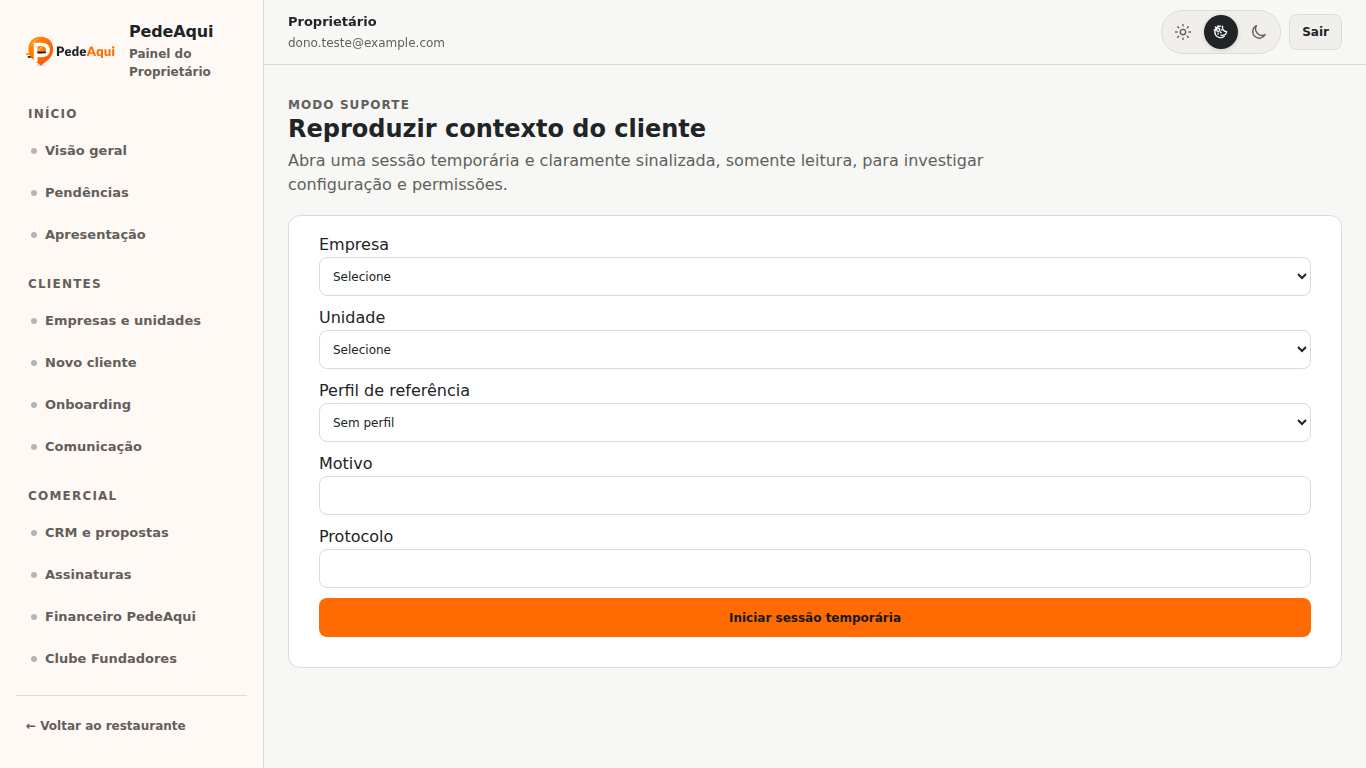 PedeAqui
PedeAqui
Painel do
Proprietário
INÍCIO
Visão geral
Pendências
Apresentação
CLIENTES
Empresas e unidades
Novo cliente
Onboarding
Comunicação
COMERCIAL
CRM e propostas
Assinaturas
Financeiro PedeAqui
Clube Fundadores
← Voltar ao restaurante
Proprietário
dono.teste@example.com
Sair
MODO SUPORTE
Reproduzir contexto do cliente
Abra uma sessão temporária e claramente sinalizada, somente leitura, para investigar
configuração e permissões.
Empresa
Selecione
Unidade
Selecione
Perfil de referência
Sem perfil
Motivo
Protocolo
Iniciar sessão temporária